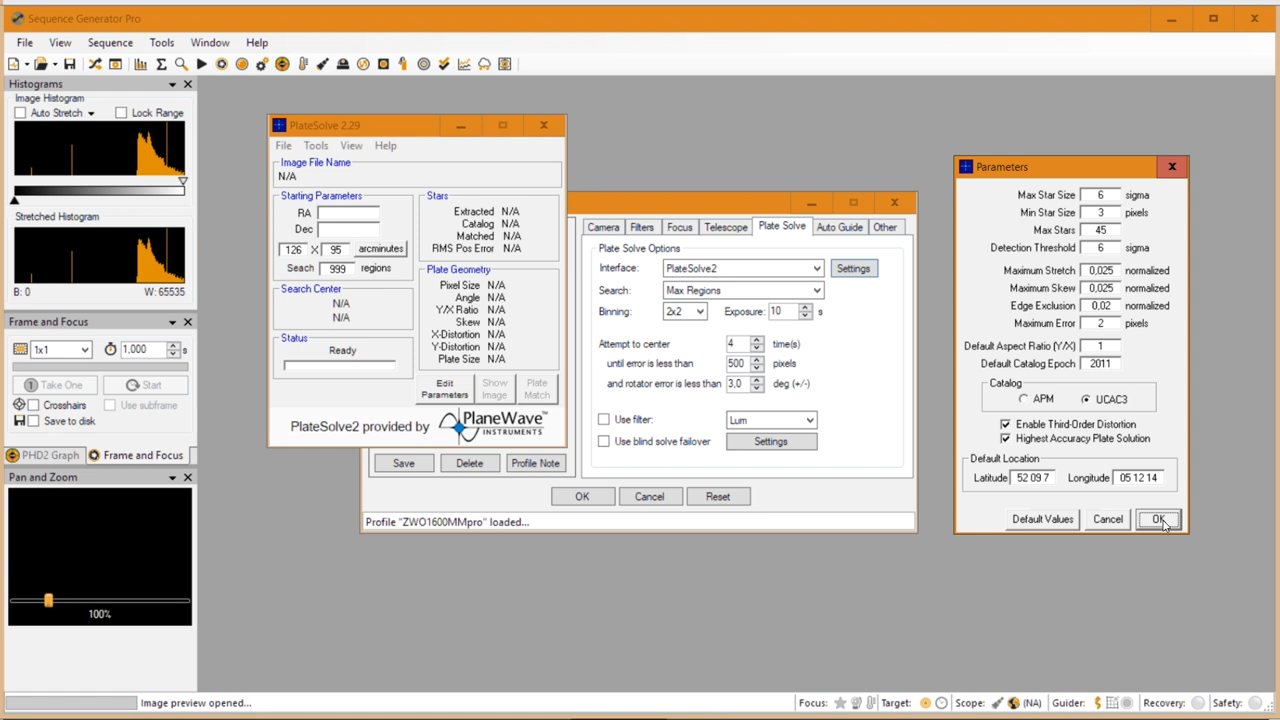 Sequence Generator Pro
File View Sequence Tools Window Help
Histograms
Image Histogram
Auto Stretch
Lock Range
Stretched Histogram
B: 0 W: 65535
Frame and Focus
1x1 1.000 s
Take One Start
Crosshairs Use subframe
Save to disk
PHD2 Graph Frame and Focus
Pan and Zoom
100%
PlateSolve 2.29
File Tools View Help
Image File Name
N/A
Starting Parameters
RA
Dec
126 X 95 arcminutes
Seach 999 regions
Search Center
N/A
N/A
Status
Ready
Stars
Extracted N/A
Catalog N/A
Matched N/A
RMS Pos Error N/A
Plate Geometry
Pixel Size N/A
Angle N/A
Y/X Ratio N/A
Skew N/A
X-Distortion N/A
Y-Distortion N/A
Plate Size N/A
Edit Parameters
Show Image
Plate Match
PlateSolve2 provided by PlaneWave INSTRUMENTS
Camera Filters Focus Telescope Plate Solve Auto Guide Other
Plate Solve Options
Interface: PlateSolve2 Settings
Search: Max Regions
Binning: 2x2 Exposure: 10 s
Attempt to center 4 time(s)
until error is less than 500 pixels
and rotator error is less than 3.0 deg (+/-)
Use filter: Lum
Use blind solve failover Settings
Save Delete Profile Note
OK Cancel Reset
Profile "ZWO1600MMpro" loaded...
Parameters
Max Star Size 6 sigma
Min Star Size 3 pixels
Max Stars 45
Detection Threshold 6 sigma
Maximum Stretch 0,025 normalized
Maximum Skew 0,025 normalized
Edge Exclusion 0,02 normalized
Maximum Error 2 pixels
Default Aspect Ratio (Y/X) 1
Default Catalog Epoch 2011
Catalog
APM UCAC3
Enable Third-Order Distortion
Highest Accuracy Plate Solution
Default Location
Latitude 52 09 7 Longitude 05 12 14
Default Values Cancel OK
Image preview opened...
Focus: Target: Scope: (NA) Guider: Recovery: Safety: